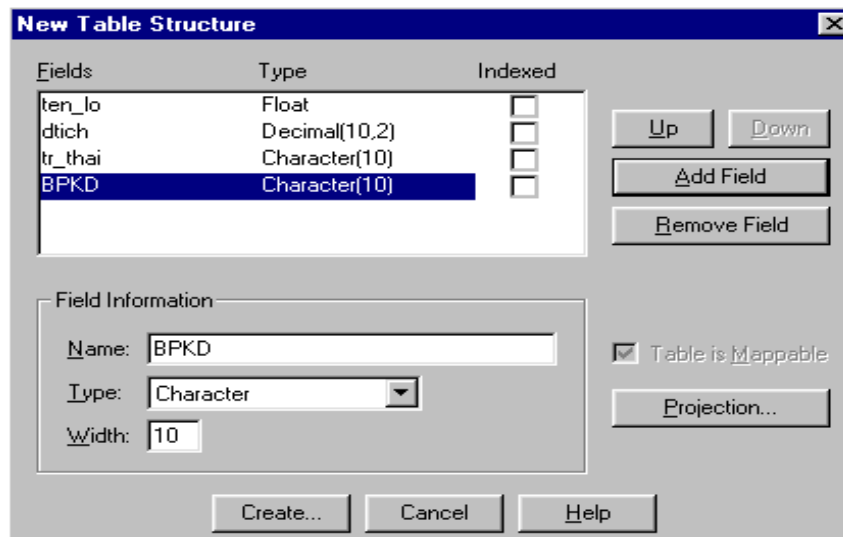 New Table Structure
Fields Type Indexed
ten_lo Float
dtich Decimal(10,2)
tr_thai Character(10)
BPKD Character(10)
Up Down
Add Field
Remove Field
Field Information
Name: BPKD
Type: Character
Width: 10
Table is Mappable
Projection...
Create... Cancel Help